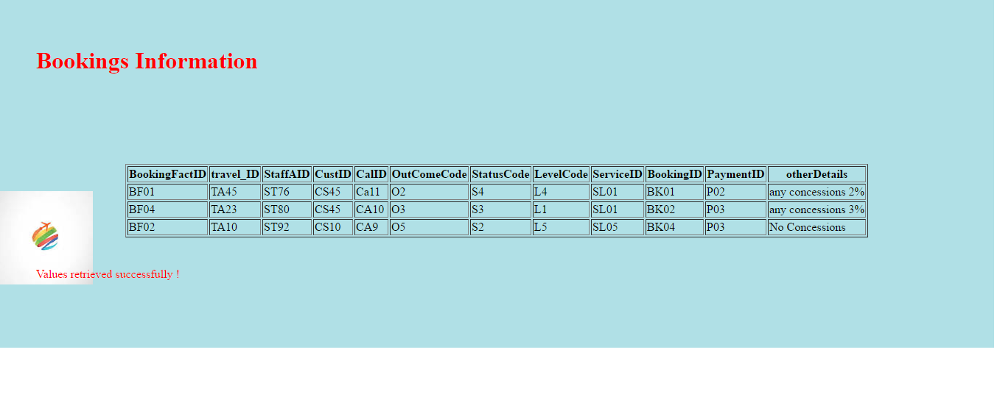 Bookings Information
BookingFactID travel_ID StaffAID CustID CalID OutComeCode StatusCode LevelCode ServiceID BookingID PaymentID otherDetails
BF01 TA45 ST76 CS45 Ca11 O2 S4 L4 SL01 BK01 P02 any concessions 2%
BF04 TA23 ST80 CS45 CA10 O3 S3 L1 SL01 BK02 P03 any concessions 3%
BF02 TA10 ST92 CS10 CA9 O5 S2 L5 SL05 BK04 P03 No Concessions
Values retrieved successfully !